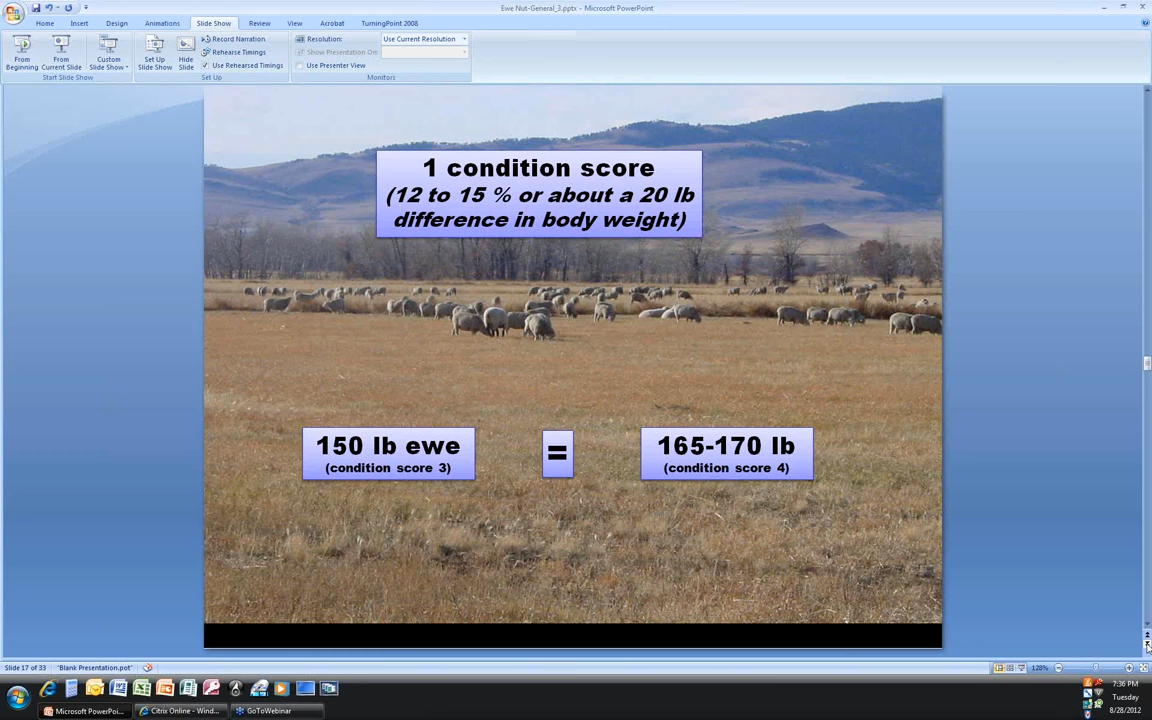 Ewe Nut-General_3.pptx - Microsoft PowerPoint
Home Insert Design Animations Slide Show Review View Acrobat TurningPoint 2008
From Beginning
From Current Slide
Custom Slide Show
Set Up Slide Show
Hide Slide
Record Narration
Rehearse Timings
Use Rehearsed Timings
Resolution: Use Current Resolution
Show Presentation On:
Use Presenter View
Start Slide Show
Set Up
Monitors
1 condition score
(12 to 15 % or about a 20 lb
difference in body weight)
150 lb ewe
(condition score 3)
=
165-170 lb
(condition score 4)
Slide 17 of 33 "Blank Presentation.pot" 128%
Microsoft PowerPoi... Citrix Online - Wind... GoToWebinar
7:36 PM
Tuesday
8/28/2012